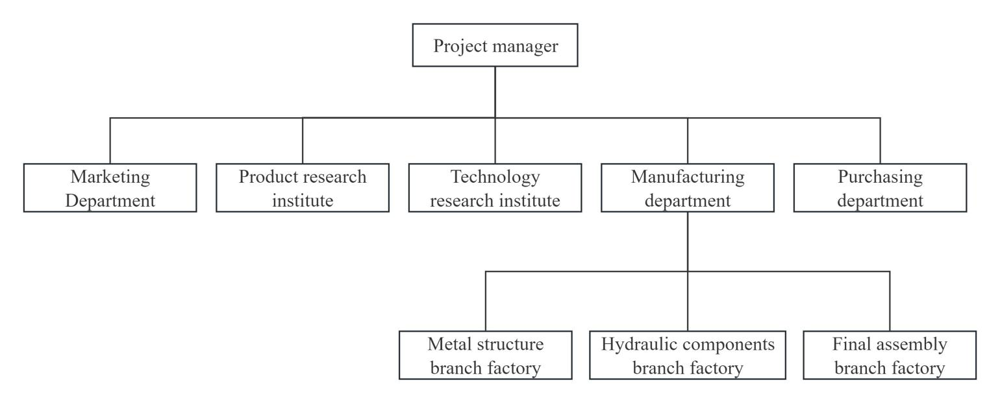 Project manager
Marketing
Department
Product research
institute
Technology
research institute
Manufacturing
department
Purchasing
department
Metal structure
branch factory
Hydraulic components
branch factory
Final assembly
branch factory